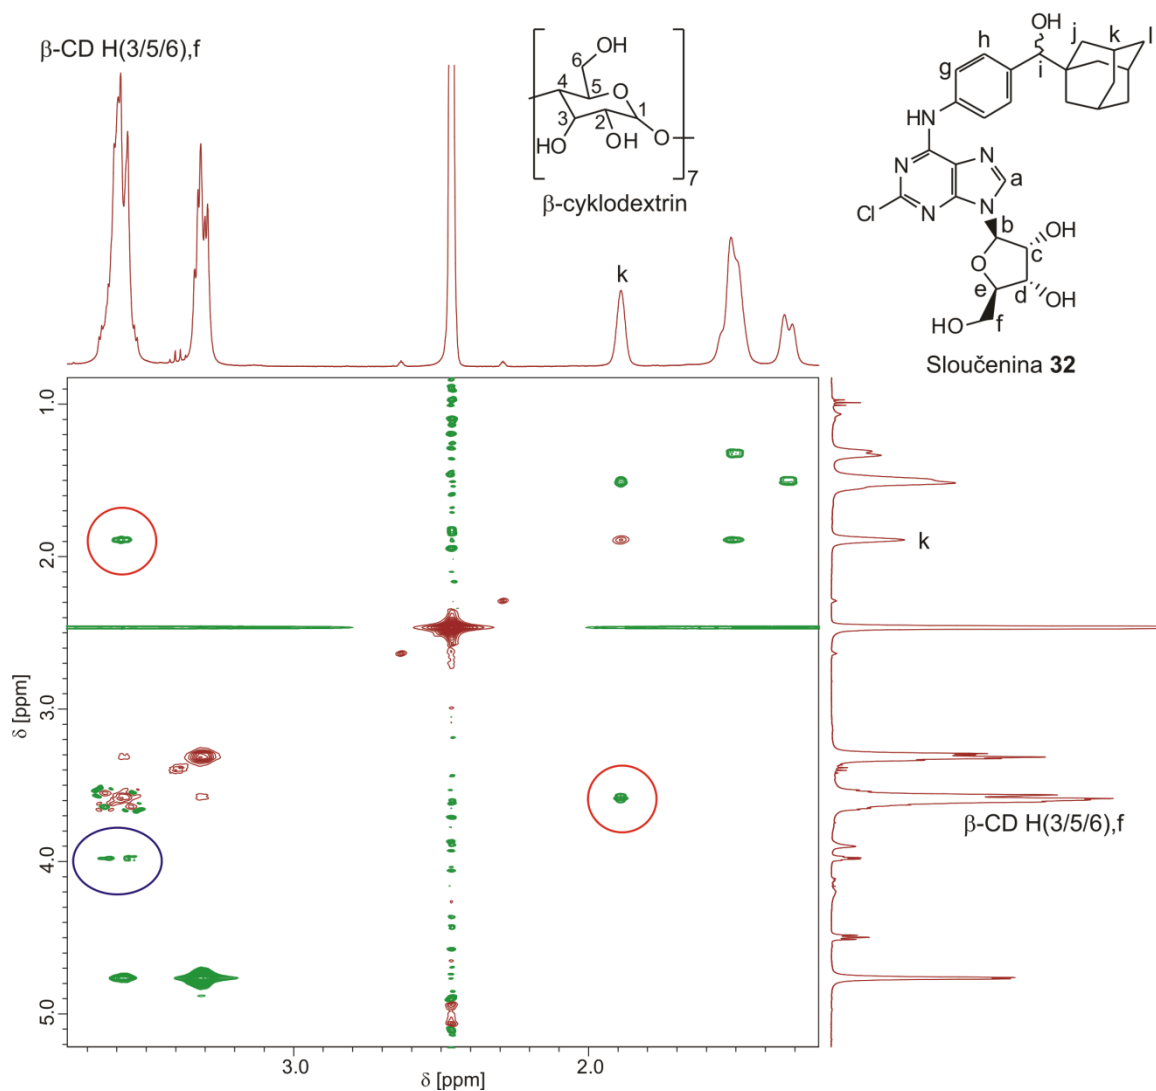 β-CD H(3/5/6),f
OH
6
4
5
O
1
3
2
HO
OH
O
7
β-cyklodextrin
OH
j
k
l
h
g
i
HN
N
N
a
Cl
N
N
b
OH
O
c
e
d
OH
HO
f
Sloučenina 32
k
1.0
2.0
3.0
4.0
5.0
δ [ppm]
k
β-CD H(3/5/6),f
3.0
2.0
δ [ppm]